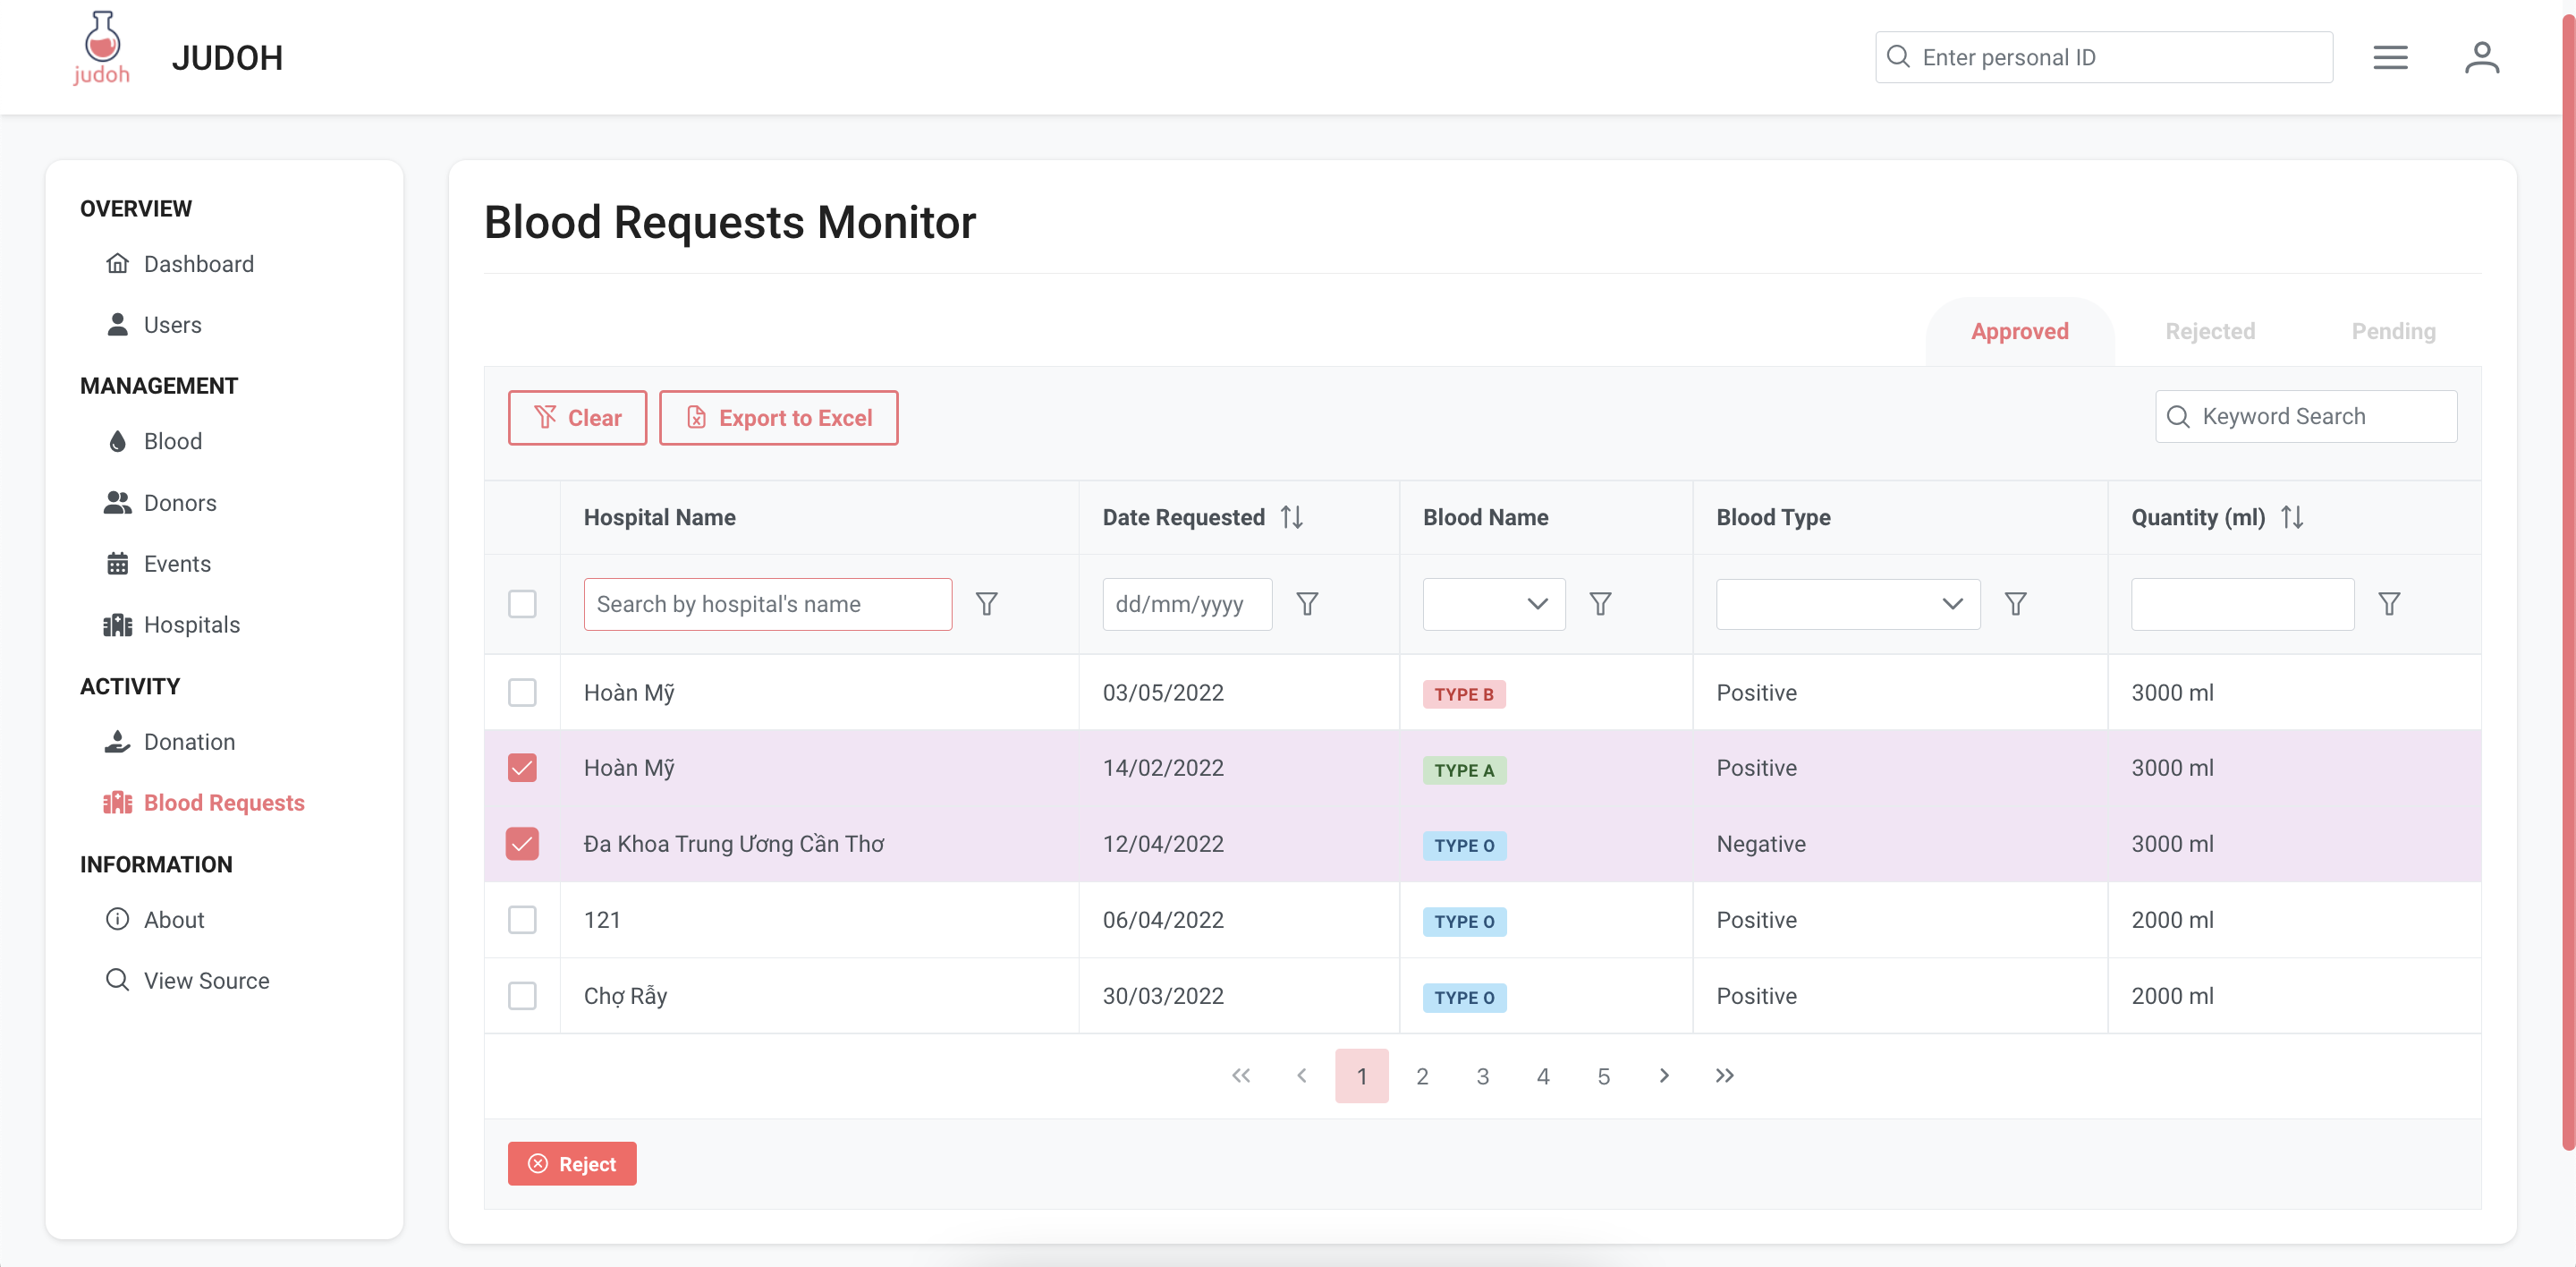 judoh
JUDOH
Enter personal ID
OVERVIEW
Dashboard
Users
MANAGEMENT
Blood
Donors
Events
Hospitals
ACTIVITY
Donation
Blood Requests
INFORMATION
About
View Source
Blood Requests Monitor
Approved Rejected Pending
Clear Export to Excel Keyword Search
Hospital Name Date Requested Blood Name Blood Type Quantity (ml)
Search by hospital's name dd/mm/yyyy
Hoàn Mỹ 03/05/2022 TYPE B Positive 3000 ml
Hoàn Mỹ 14/02/2022 TYPE A Positive 3000 ml
Đa Khoa Trung Ương Cần Thơ 12/04/2022 TYPE O Negative 3000 ml
121 06/04/2022 TYPE O Positive 2000 ml
Chợ Rẫy 30/03/2022 TYPE O Positive 2000 ml
1 2 3 4 5
Reject